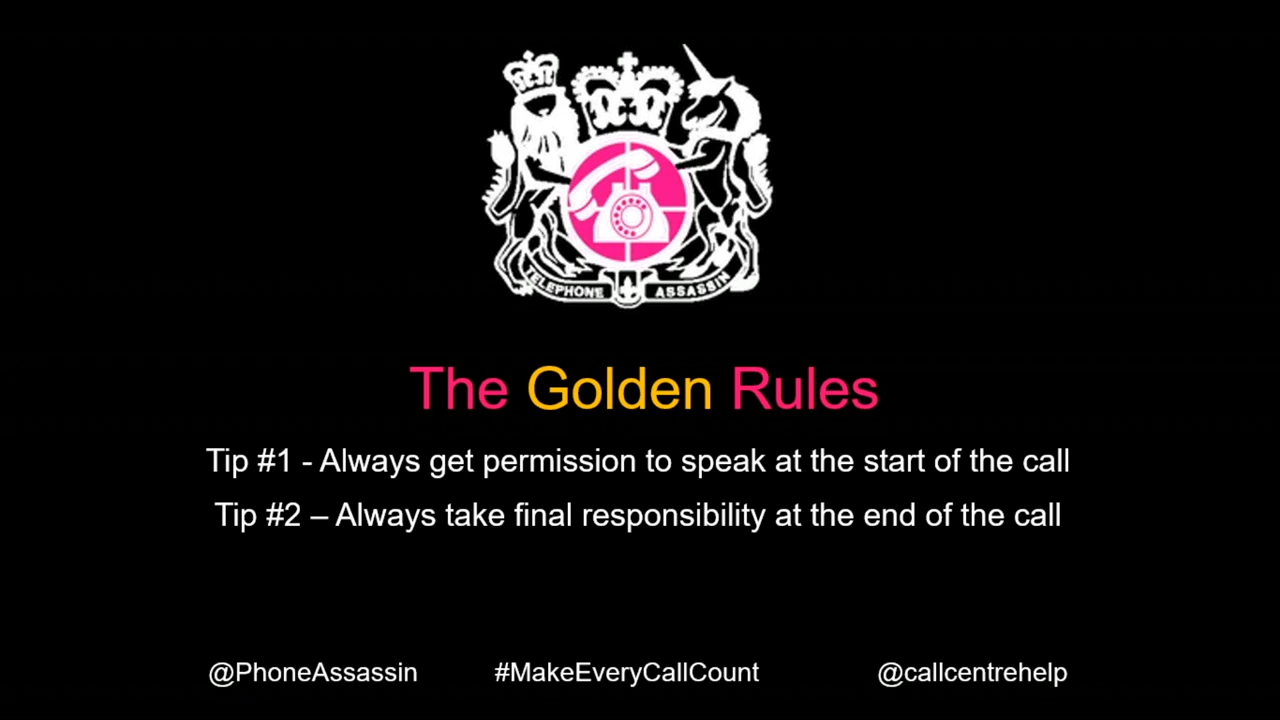 TELEPHONE ASSASSIN
The Golden Rules
Tip #1 - Always get permission to speak at the start of the call
Tip #2 – Always take final responsibility at the end of the call
@PhoneAssassin #MakeEveryCallCount @callcentrehelp